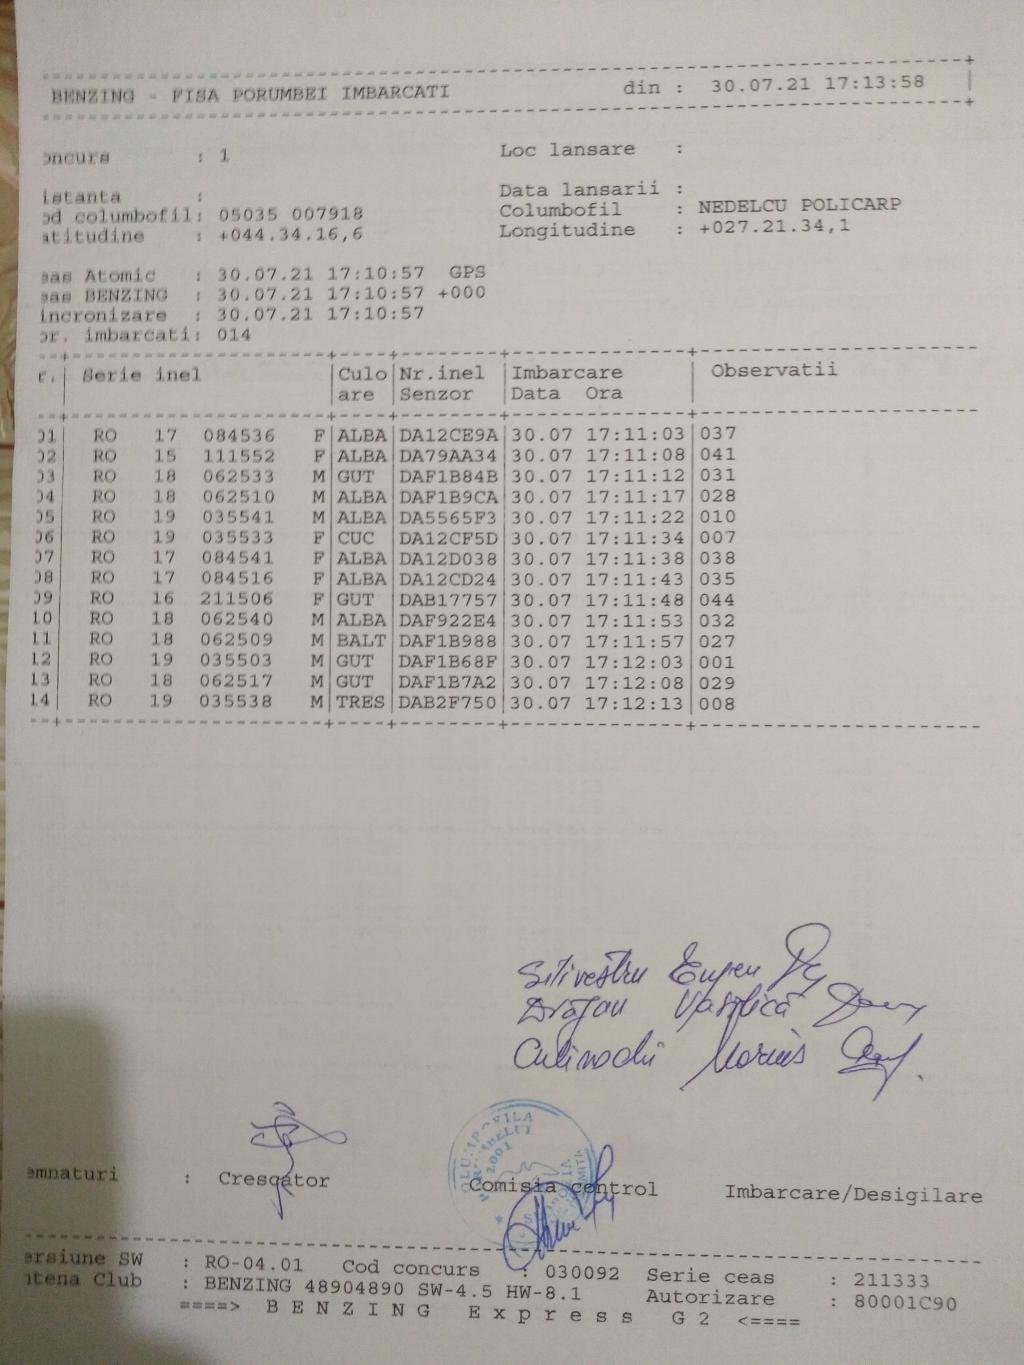 BENZING - FISA PORUMBEI IMBARCATI din : 30.07.21 17:13:58
oncurs : 1 Loc lansare :
istanta : Data lansarii :
od columbofil: 05035 007918 Columbofil : NEDELCU POLICARP
atitudine : +044.34.16,6 Longitudine : +027.21.34,1
eas Atomic : 30.07.21 17:10:57 GPS
eas BENZING : 30.07.21 17:10:57 +000
incronizare : 30.07.21 17:10:57
or. imbarcati: 014
r. Serie inel Culo Nr.inel Imbarcare Observatii
are Senzor Data Ora
01 RO 17 084536 F ALBA DA12CE9A 30.07 17:11:03 037
02 RO 15 111552 F ALBA DA79AA34 30.07 17:11:08 041
03 RO 18 062533 M GUT DAF1B84B 30.07 17:11:12 031
04 RO 18 062510 M ALBA DAF1B9CA 30.07 17:11:17 028
05 RO 19 035541 M ALBA DA5565F3 30.07 17:11:22 010
06 RO 19 035533 F CUC DA12CF5D 30.07 17:11:34 007
07 RO 17 084541 F ALBA DA12D038 30.07 17:11:38 038
08 RO 17 084516 F ALBA DA12CD24 30.07 17:11:43 035
09 RO 16 211506 F GUT DAB17757 30.07 17:11:48 044
10 RO 18 062540 M ALBA DAF922E4 30.07 17:11:53 032
11 RO 18 062509 M BALT DAF1B988 30.07 17:11:57 027
12 RO 19 035503 M GUT DAF1B68F 30.07 17:12:03 001
13 RO 18 062517 M GUT DAF1B7A2 30.07 17:12:08 029
14 RO 19 035538 M TRES DAB2F750 30.07 17:12:13 008
Silivestru Eugen
Drăgan Vasilică
Marius
2001
emnaturi : Crescator Comisia control Imbarcare/Desigilare
ersiune SW : RO-04.01 Cod concurs : 030092 Serie ceas : 211333
ntena Club : BENZING 48904890 SW-4.5 HW-8.1 Autorizare : 80001C90
====> B E N Z I N G E x p r e s s G 2 <====